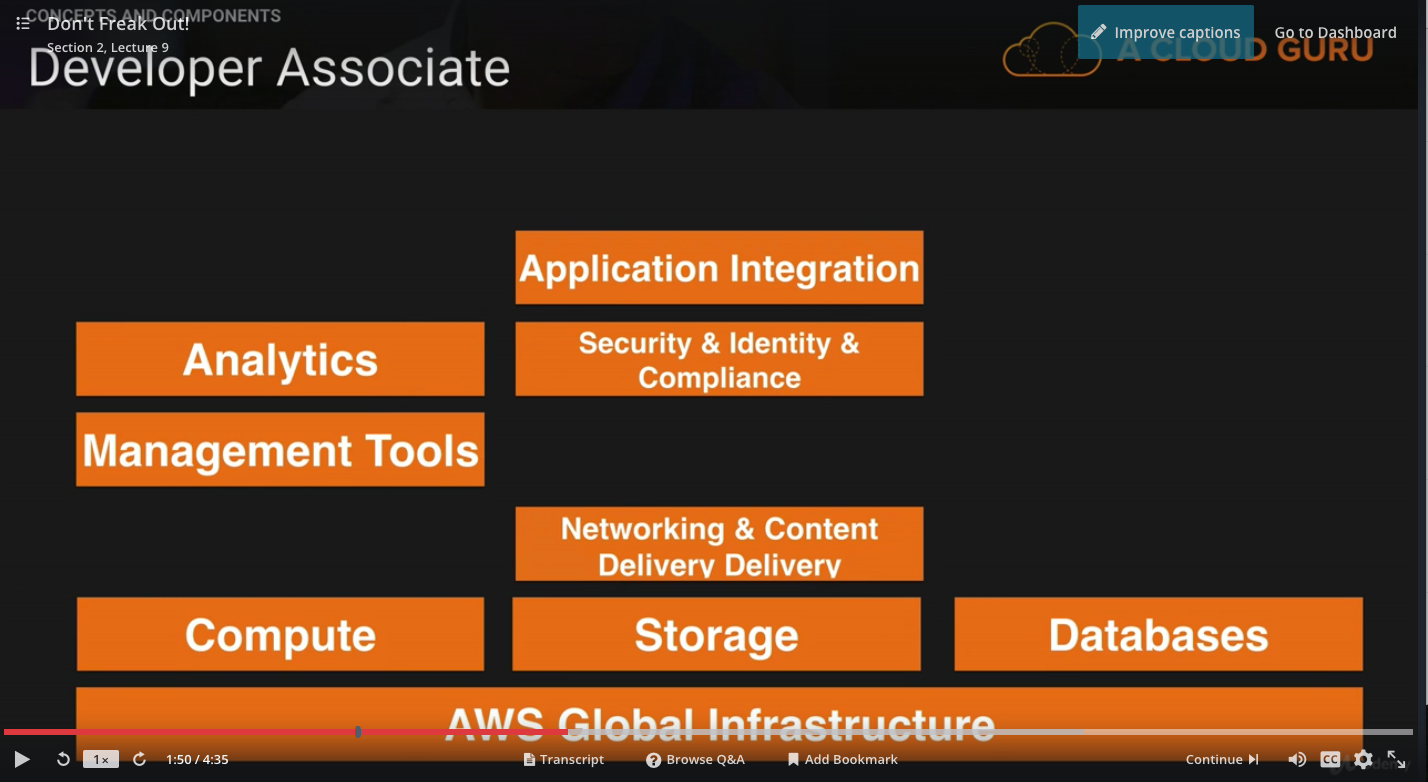 CONCEPTS AND COMPONENTS
Don't Freak Out!
Section 2, Lecture 9
Improve captions
Go to Dashboard
Developer Associate
A CLOUD GURU
Application Integration
Analytics
Security & Identity &
Compliance
Management Tools
Networking & Content
Delivery Delivery
Compute
Storage
Databases
AWS Global Infrastructure
1×
1:50 / 4:35
Transcript
Browse Q&A
Add Bookmark
Continue
CC